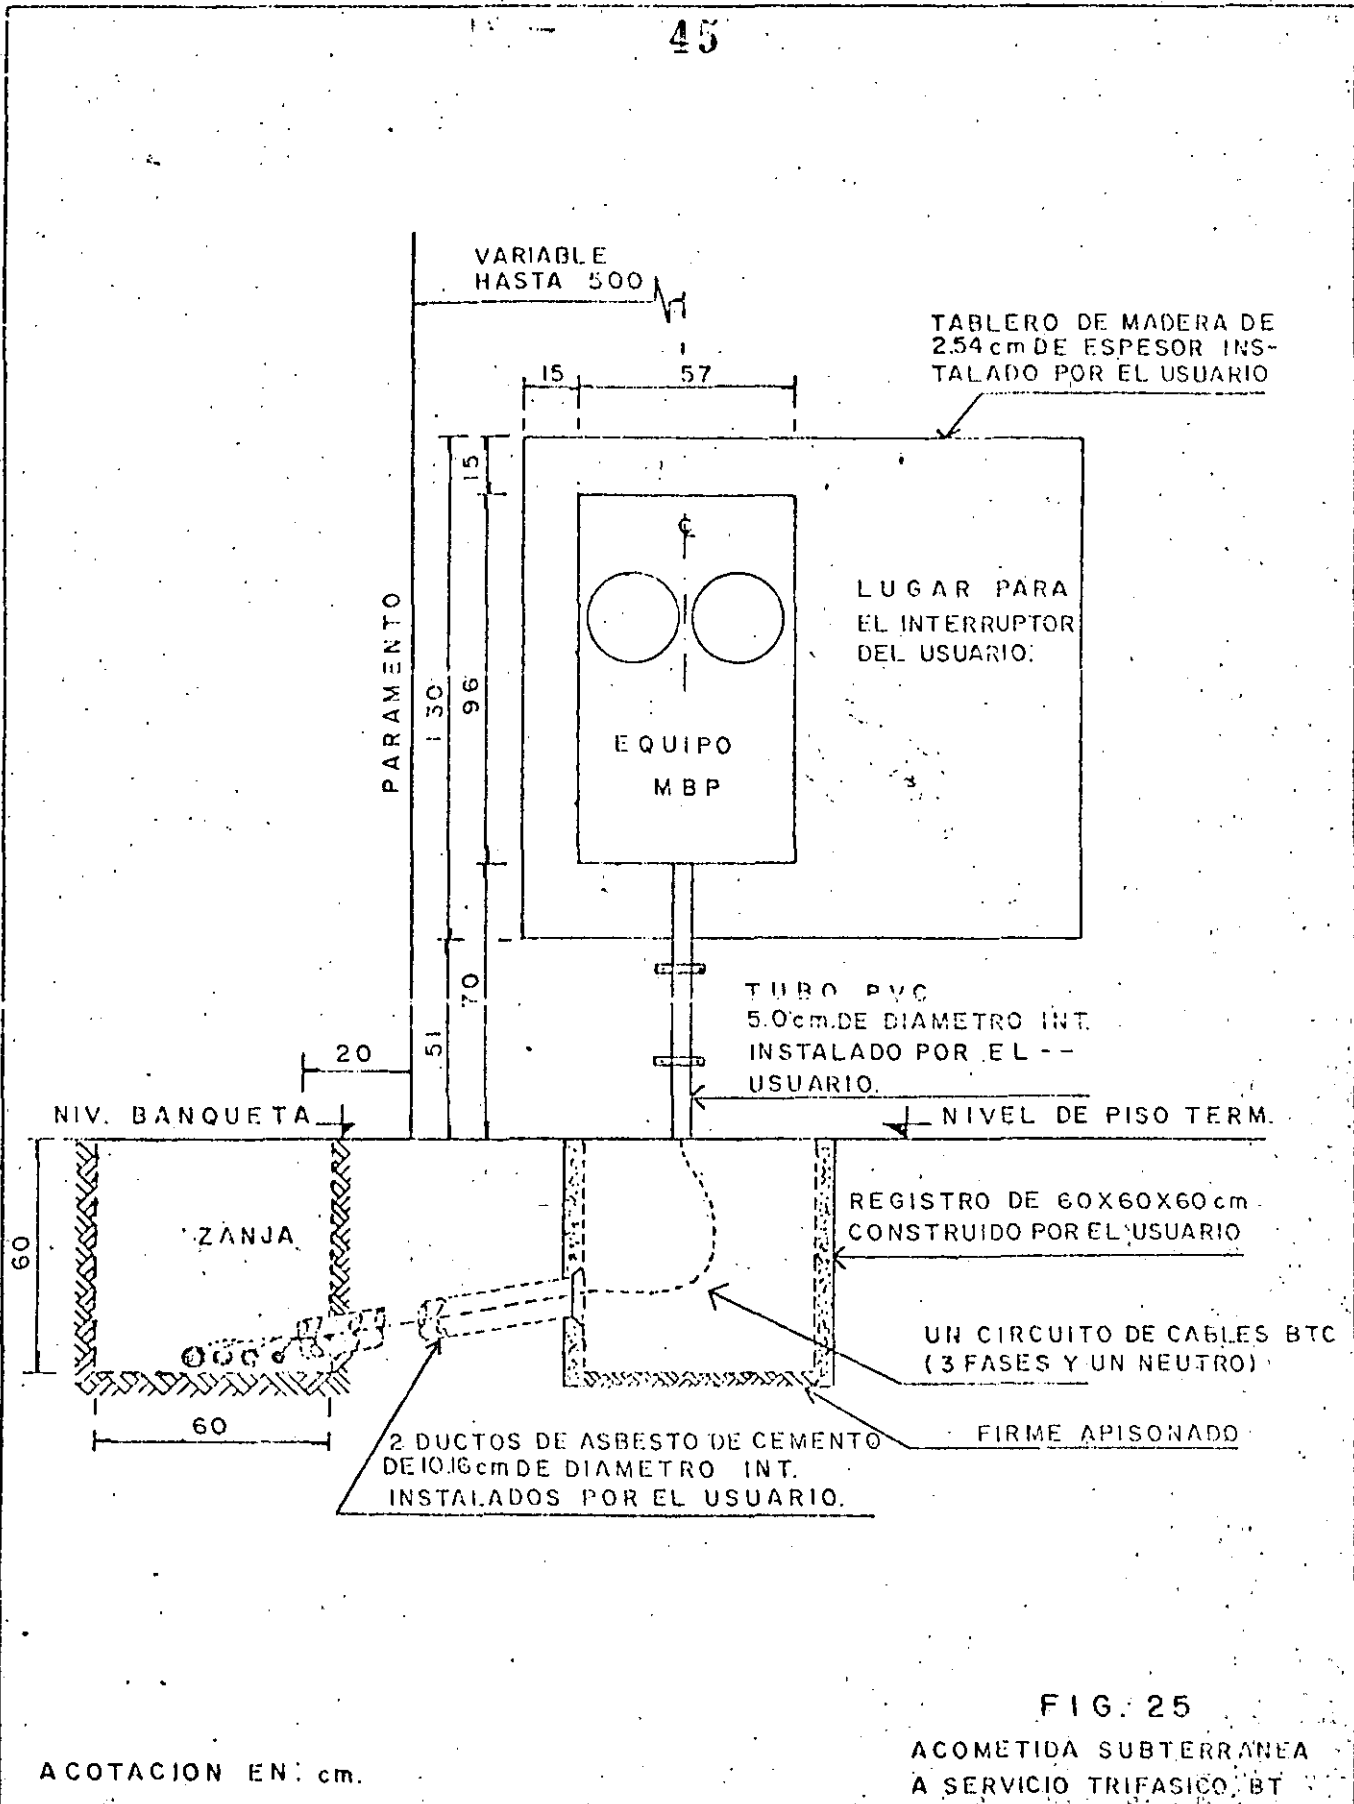 45
VARIABLE
HASTA 500
TABLERO DE MADERA DE
2.54 cm DE ESPESOR INS-
TALADO POR EL USUARIO
15
57
15
℄
PARAMENTO
130
96
LUGAR PARA
EL INTERRUPTOR
DEL USUARIO.
EQUIPO
MBP
70
51
TUBO PVC
5.0 cm. DE DIAMETRO INT.
INSTALADO POR EL --
USUARIO.
20
NIV. BANQUETA
NIVEL DE PISO TERM.
60
ZANJA
REGISTRO DE 60X60X60 cm
CONSTRUIDO POR EL USUARIO
UN CIRCUITO DE CABLES BTC
(3 FASES Y UN NEUTRO)
60
FIRME APISONADO
2 DUCTOS DE ASBESTO DE CEMENTO
DE 10.16 cm DE DIAMETRO INT.
INSTALADOS POR EL USUARIO.
FIG. 25
ACOMETIDA SUBTERRANEA
A SERVICIO TRIFASICO, BT
ACOTACION EN: cm.